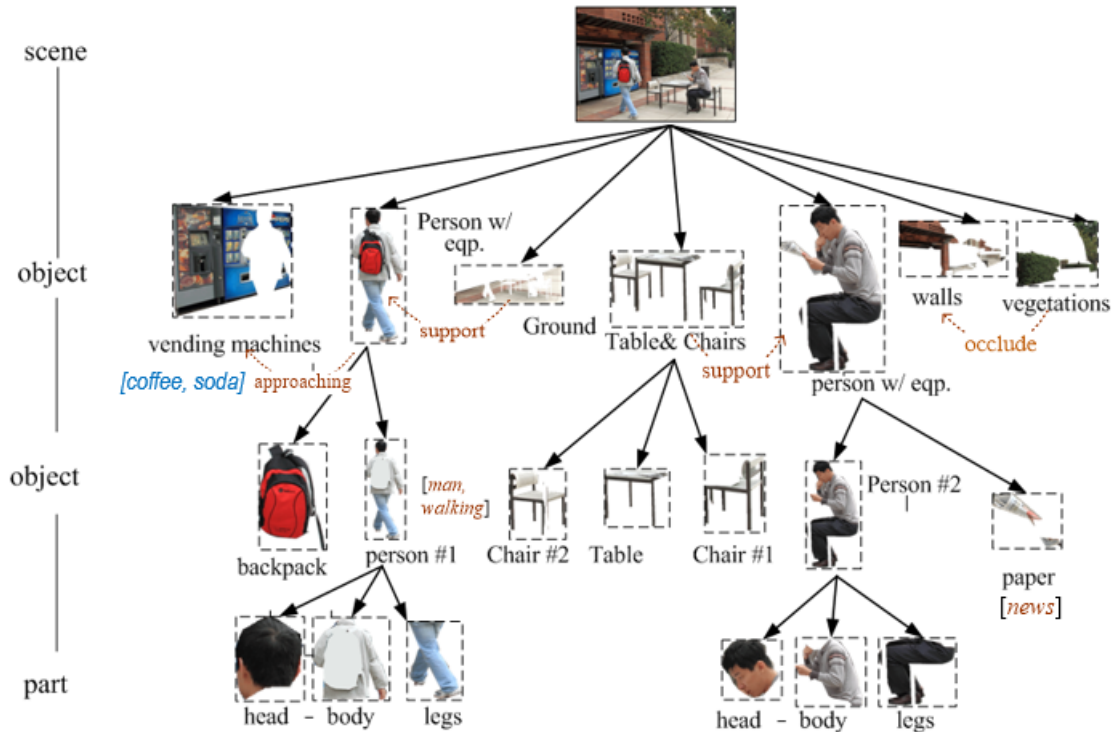 scene
Person w/
eqp.
object
support
Ground
walls
vegetations
vending machines
Table& Chairs
occlude
[coffee, soda]
approaching
support
person w/ eqp.
object
[man,
walking]
Person #2
backpack
person #1
Chair #2
Table
Chair #1
paper
[news]
part
head - body
legs
head - body
legs